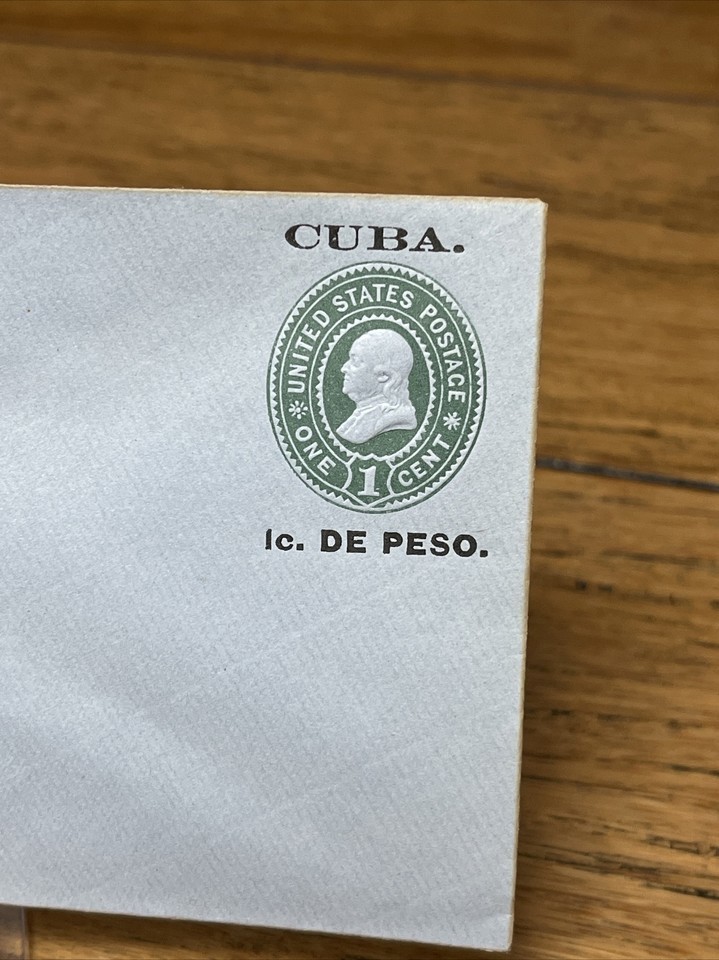 CUBA.
UNITED STATES POSTAGE
ONE 1 CENT
1c. DE PESO.